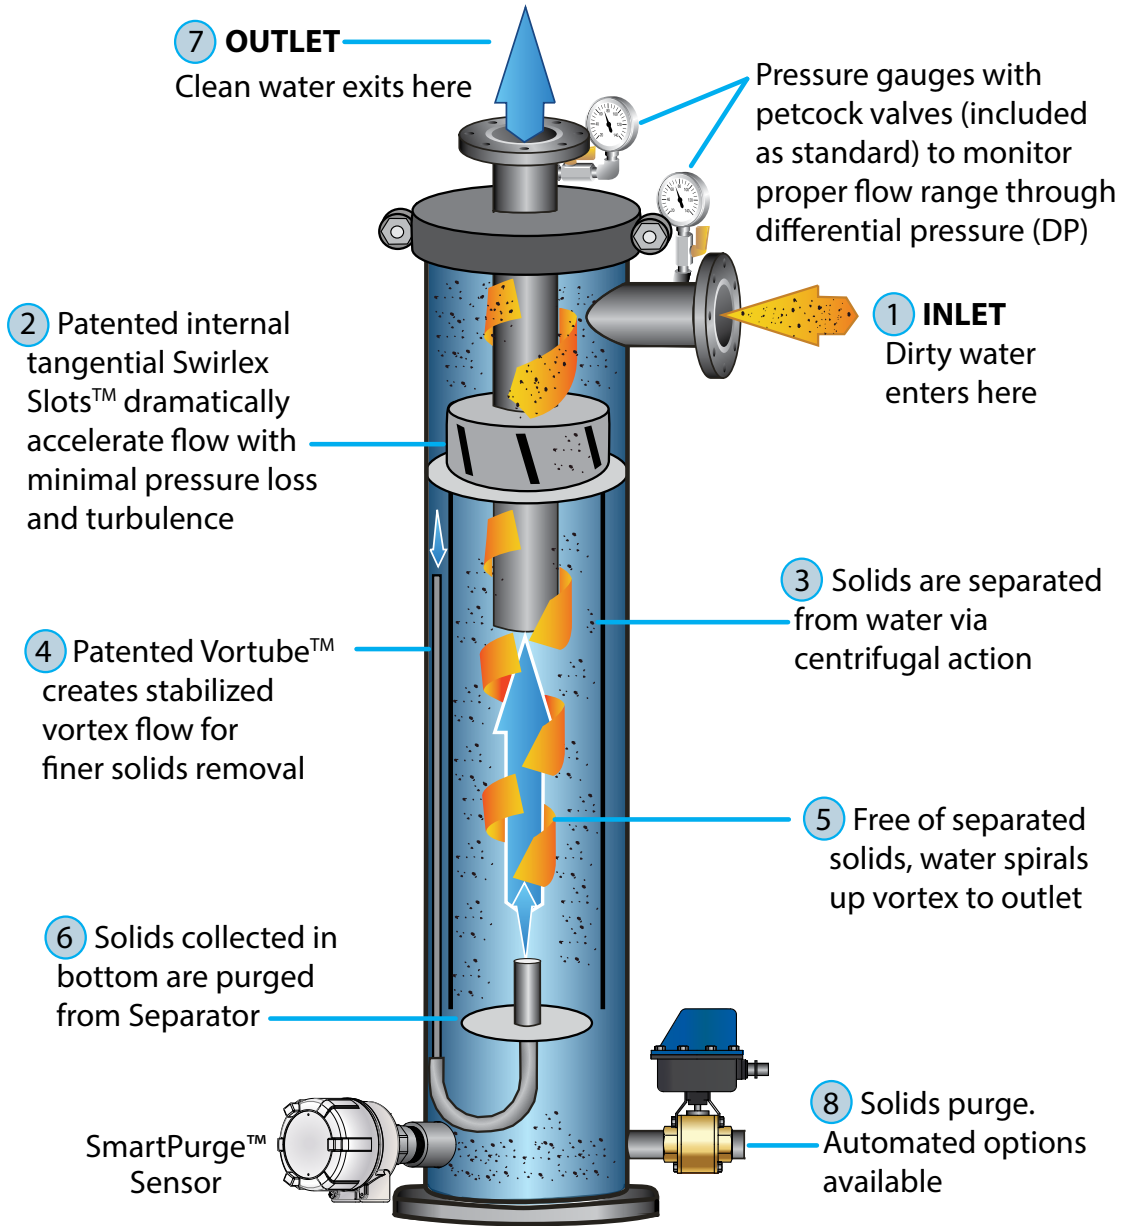 7 OUTLET
Clean water exits here
Pressure gauges with
petcock valves (included
as standard) to monitor
proper flow range through
differential pressure (DP)
1 INLET
Dirty water
enters here
2 Patented internal
tangential Swirlex
Slots™ dramatically
accelerate flow with
minimal pressure loss
and turbulence
3 Solids are separated
from water via
centrifugal action
4 Patented Vortube™
creates stabilized
vortex flow for
finer solids removal
5 Free of separated
solids, water spirals
up vortex to outlet
6 Solids collected in
bottom are purged
from Separator
8 Solids purge.
Automated options
available
SmartPurge™
Sensor